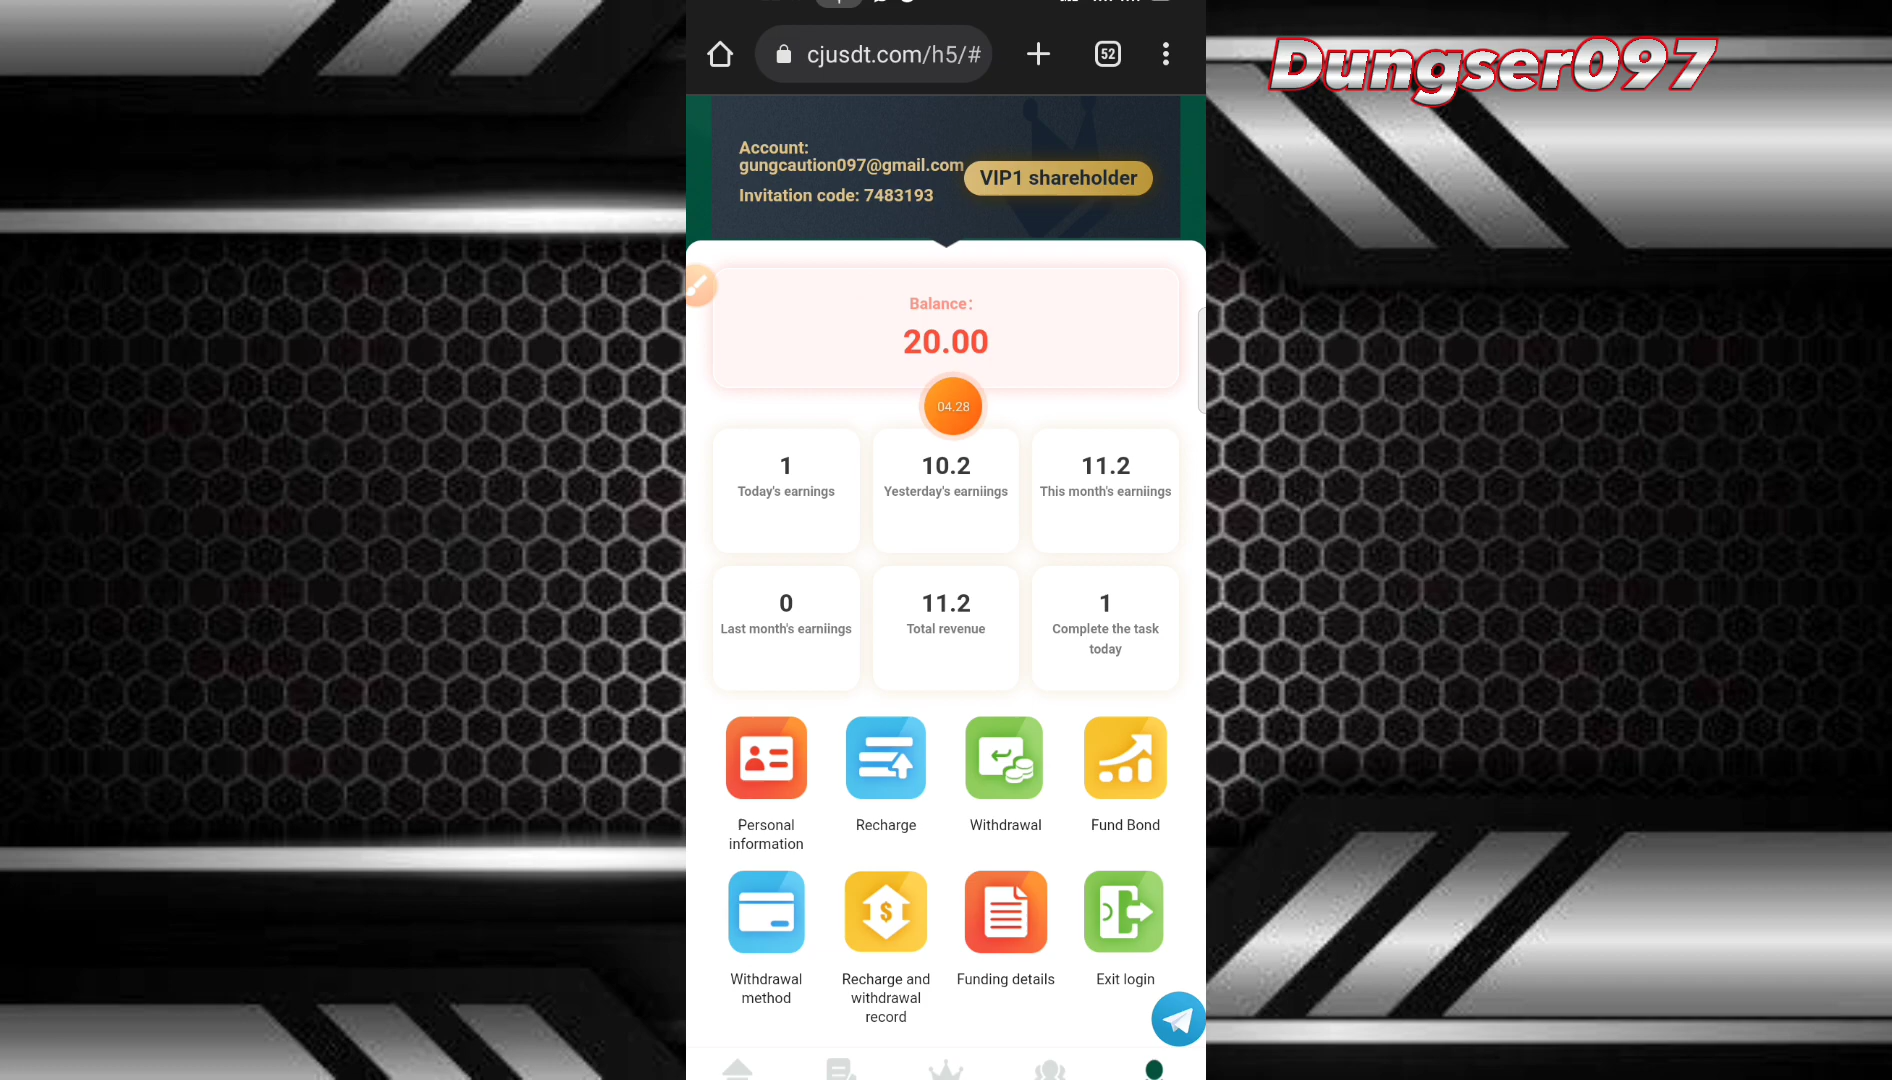 cjusdt.com/h5/#
52
Dungser097
Account:
gungcaution097@gmail.com
VIP1 shareholder
Invitation code: 7483193
Balance:
20.00
04.28
1
Today's earnings
10.2
Yesterday's earniings
11.2
This month's earniings
0
Last month's earniings
11.2
Total revenue
1
Complete the task
today
Personal
information
Recharge
Withdrawal
Fund Bond
Withdrawal
method
Recharge and
withdrawal
record
Funding details
Exit login